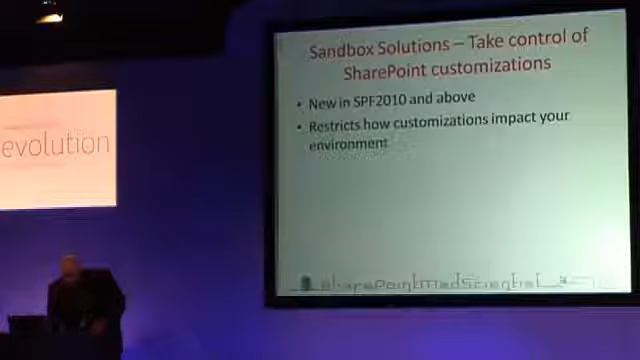 Sandbox Solutions – Take control of
SharePoint customizations
• New in SPF2010 and above
• Restricts how customizations impact your
environment
evolution
SharePointMadScientist